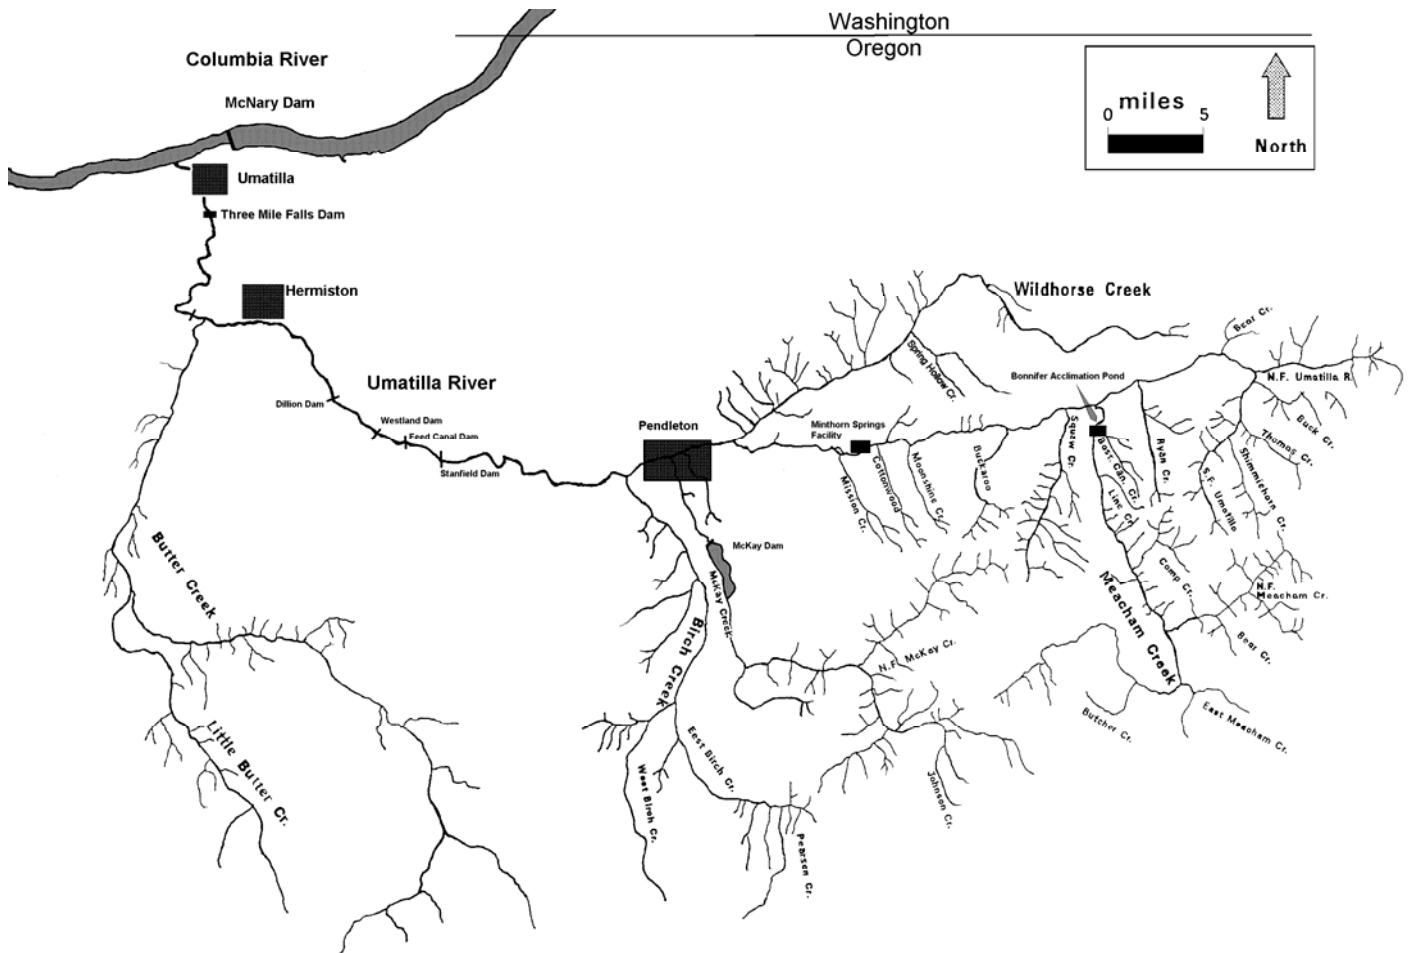 Washington
Oregon
Columbia River
McNary Dam
0 miles 5
North
Umatilla
Three Mile Falls Dam
Hermiston
Wildhorse Creek
Bear Cr.
Spring Hollow Cr.
Umatilla River
Bonnifer Acclimation Pond
N.F. Umatilla R.
Dillion Dam
Westland Dam
Feed Canal Dam
Stanfield Dam
Pendleton
Minthorn Springs
Facility
Mission Cr.
Cottonwood
Moonshine Cr.
Buckaroo
Squaw Cr.
Bost. Can. Cr.
Line Cr.
Ryan Cr.
S.F. Umatilla
Shimmiehorn Cr.
Thomas Cr.
Buck Cr.
McKay Dam
McKay Creek
Butter Creek
Birch Creek
N.F. McKay Cr.
Meacham Creek
Camp Cr.
N.F.
Meacham Cr.
Bear Cr.
East Meacham Cr.
Butcher Cr.
Little Butter Cr.
West Birch Cr.
East Birch Cr.
Pearson Cr.
Johnson Cr.